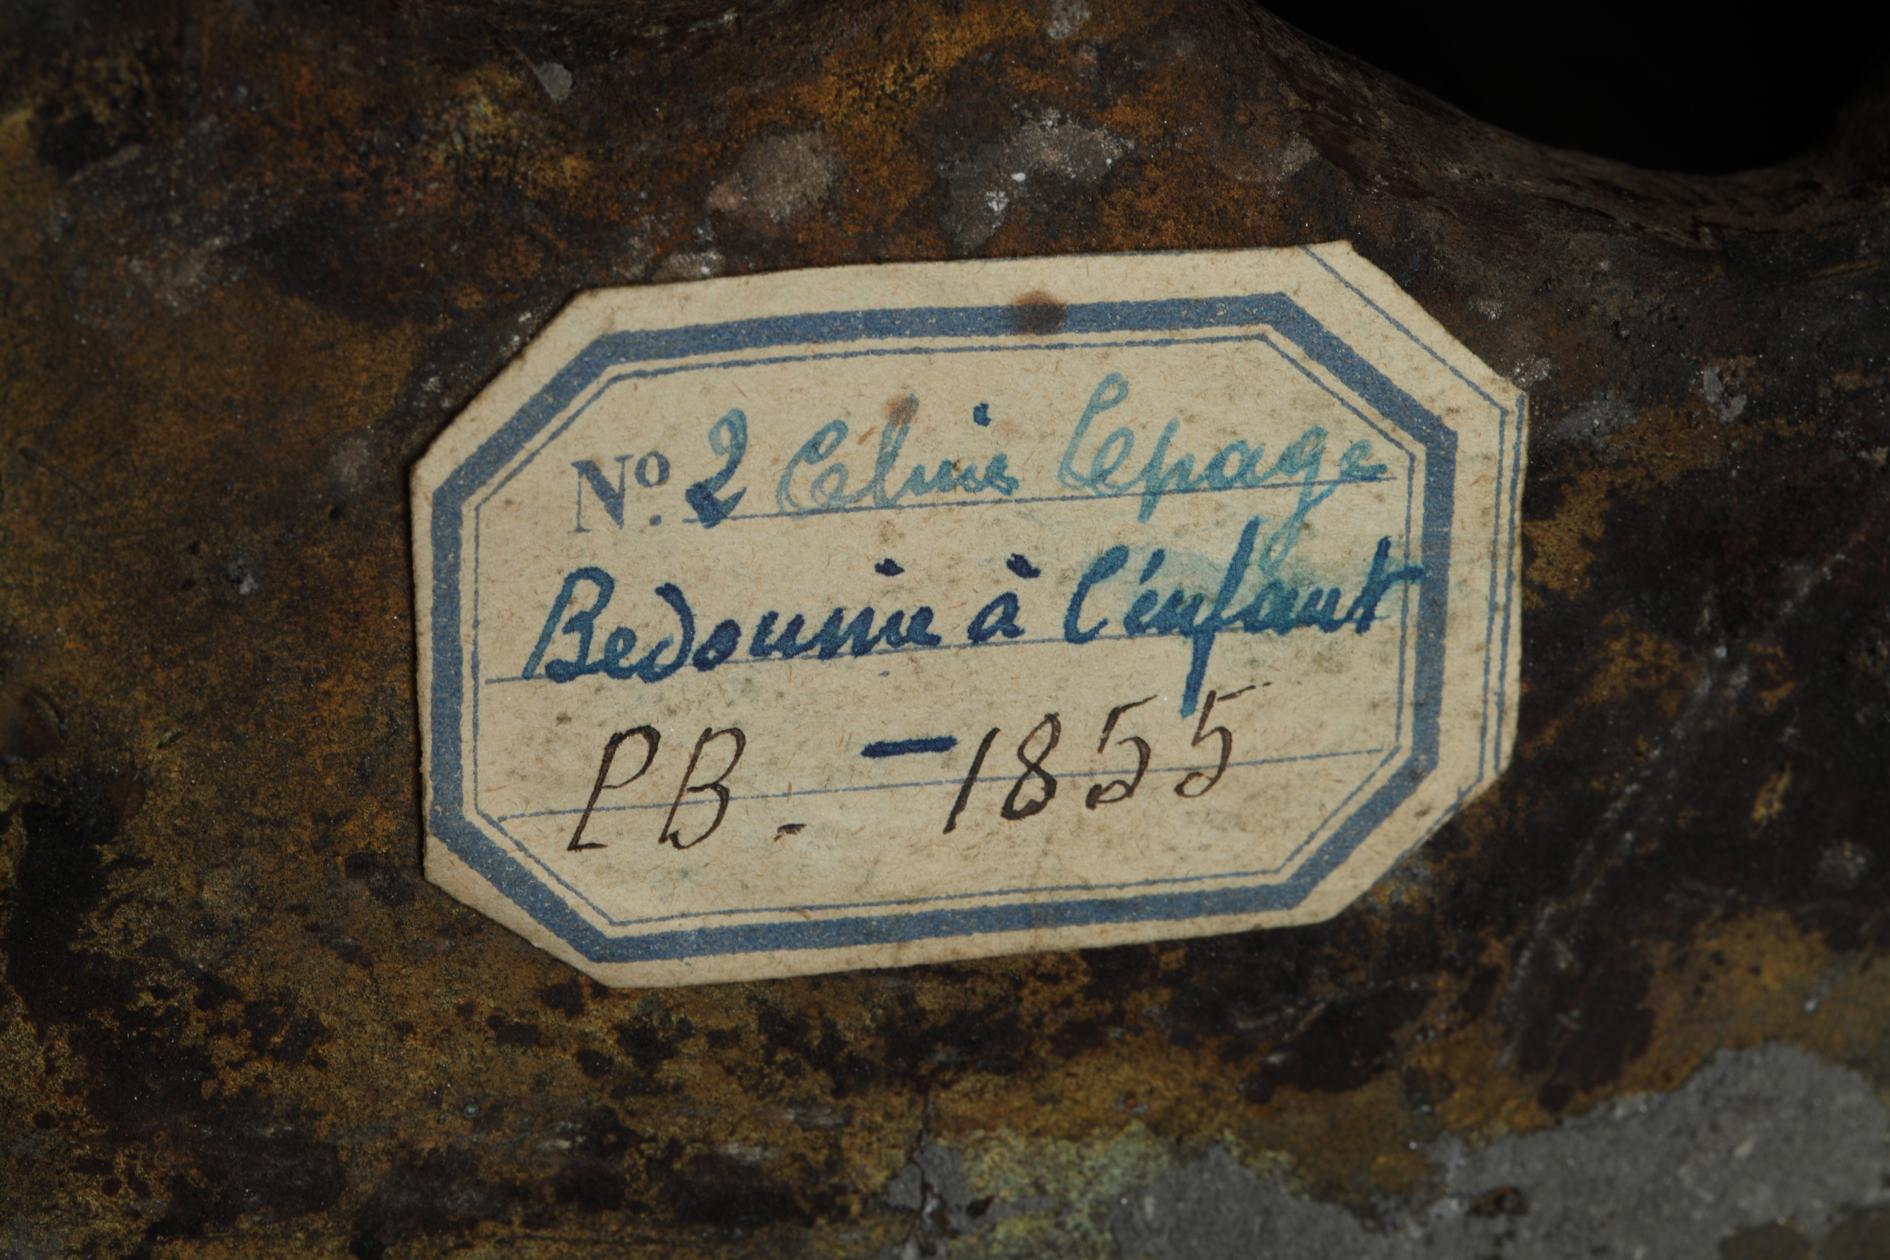 No. 2 Celine Lepage
Bedouine à l'enfant
PB. - 1855